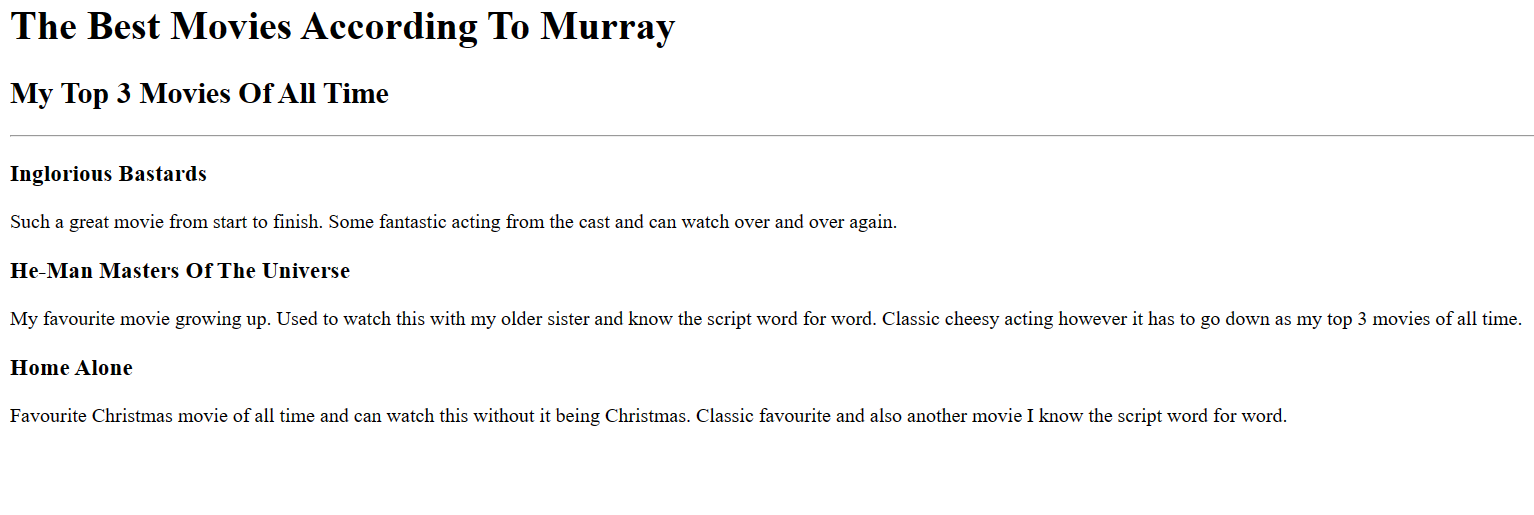 The Best Movies According To Murray
My Top 3 Movies Of All Time
Inglorious Bastards
Such a great movie from start to finish. Some fantastic acting from the cast and can watch over and over again.
He-Man Masters Of The Universe
My favourite movie growing up. Used to watch this with my older sister and know the script word for word. Classic cheesy acting however it has to go down as my top 3 movies of all time.
Home Alone
Favourite Christmas movie of all time and can watch this without it being Christmas. Classic favourite and also another movie I know the script word for word.